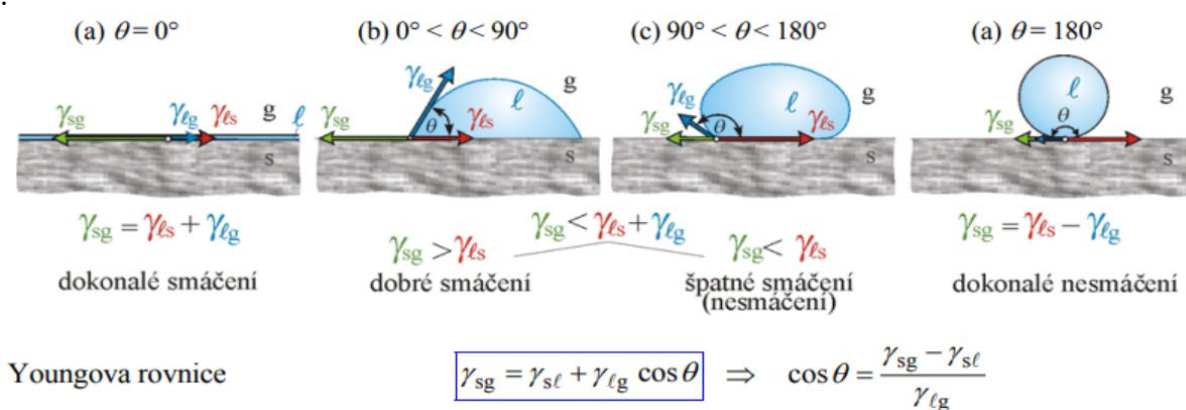 .
(a) θ = 0° (b) 0° < θ < 90° (c) 90° < θ < 180° (a) θ = 180°
γsg γℓg γℓs g ℓ s
γsg γℓg θ γℓs ℓ g s
γsg γℓg θ γℓs ℓ g s
γsg θ ℓ g s
γsg = γℓs + γℓg
γsg < γℓs + γℓg
γsg > γℓs
γsg < γℓs
γsg = γℓs − γℓg
dokonalé smáčení
dobré smáčení
špatné smáčení
(nesmáčení)
dokonalé nesmáčení
Youngova rovnice γsg = γsℓ + γℓg cos θ ⇒ cos θ = (γsg − γsℓ) / γℓg